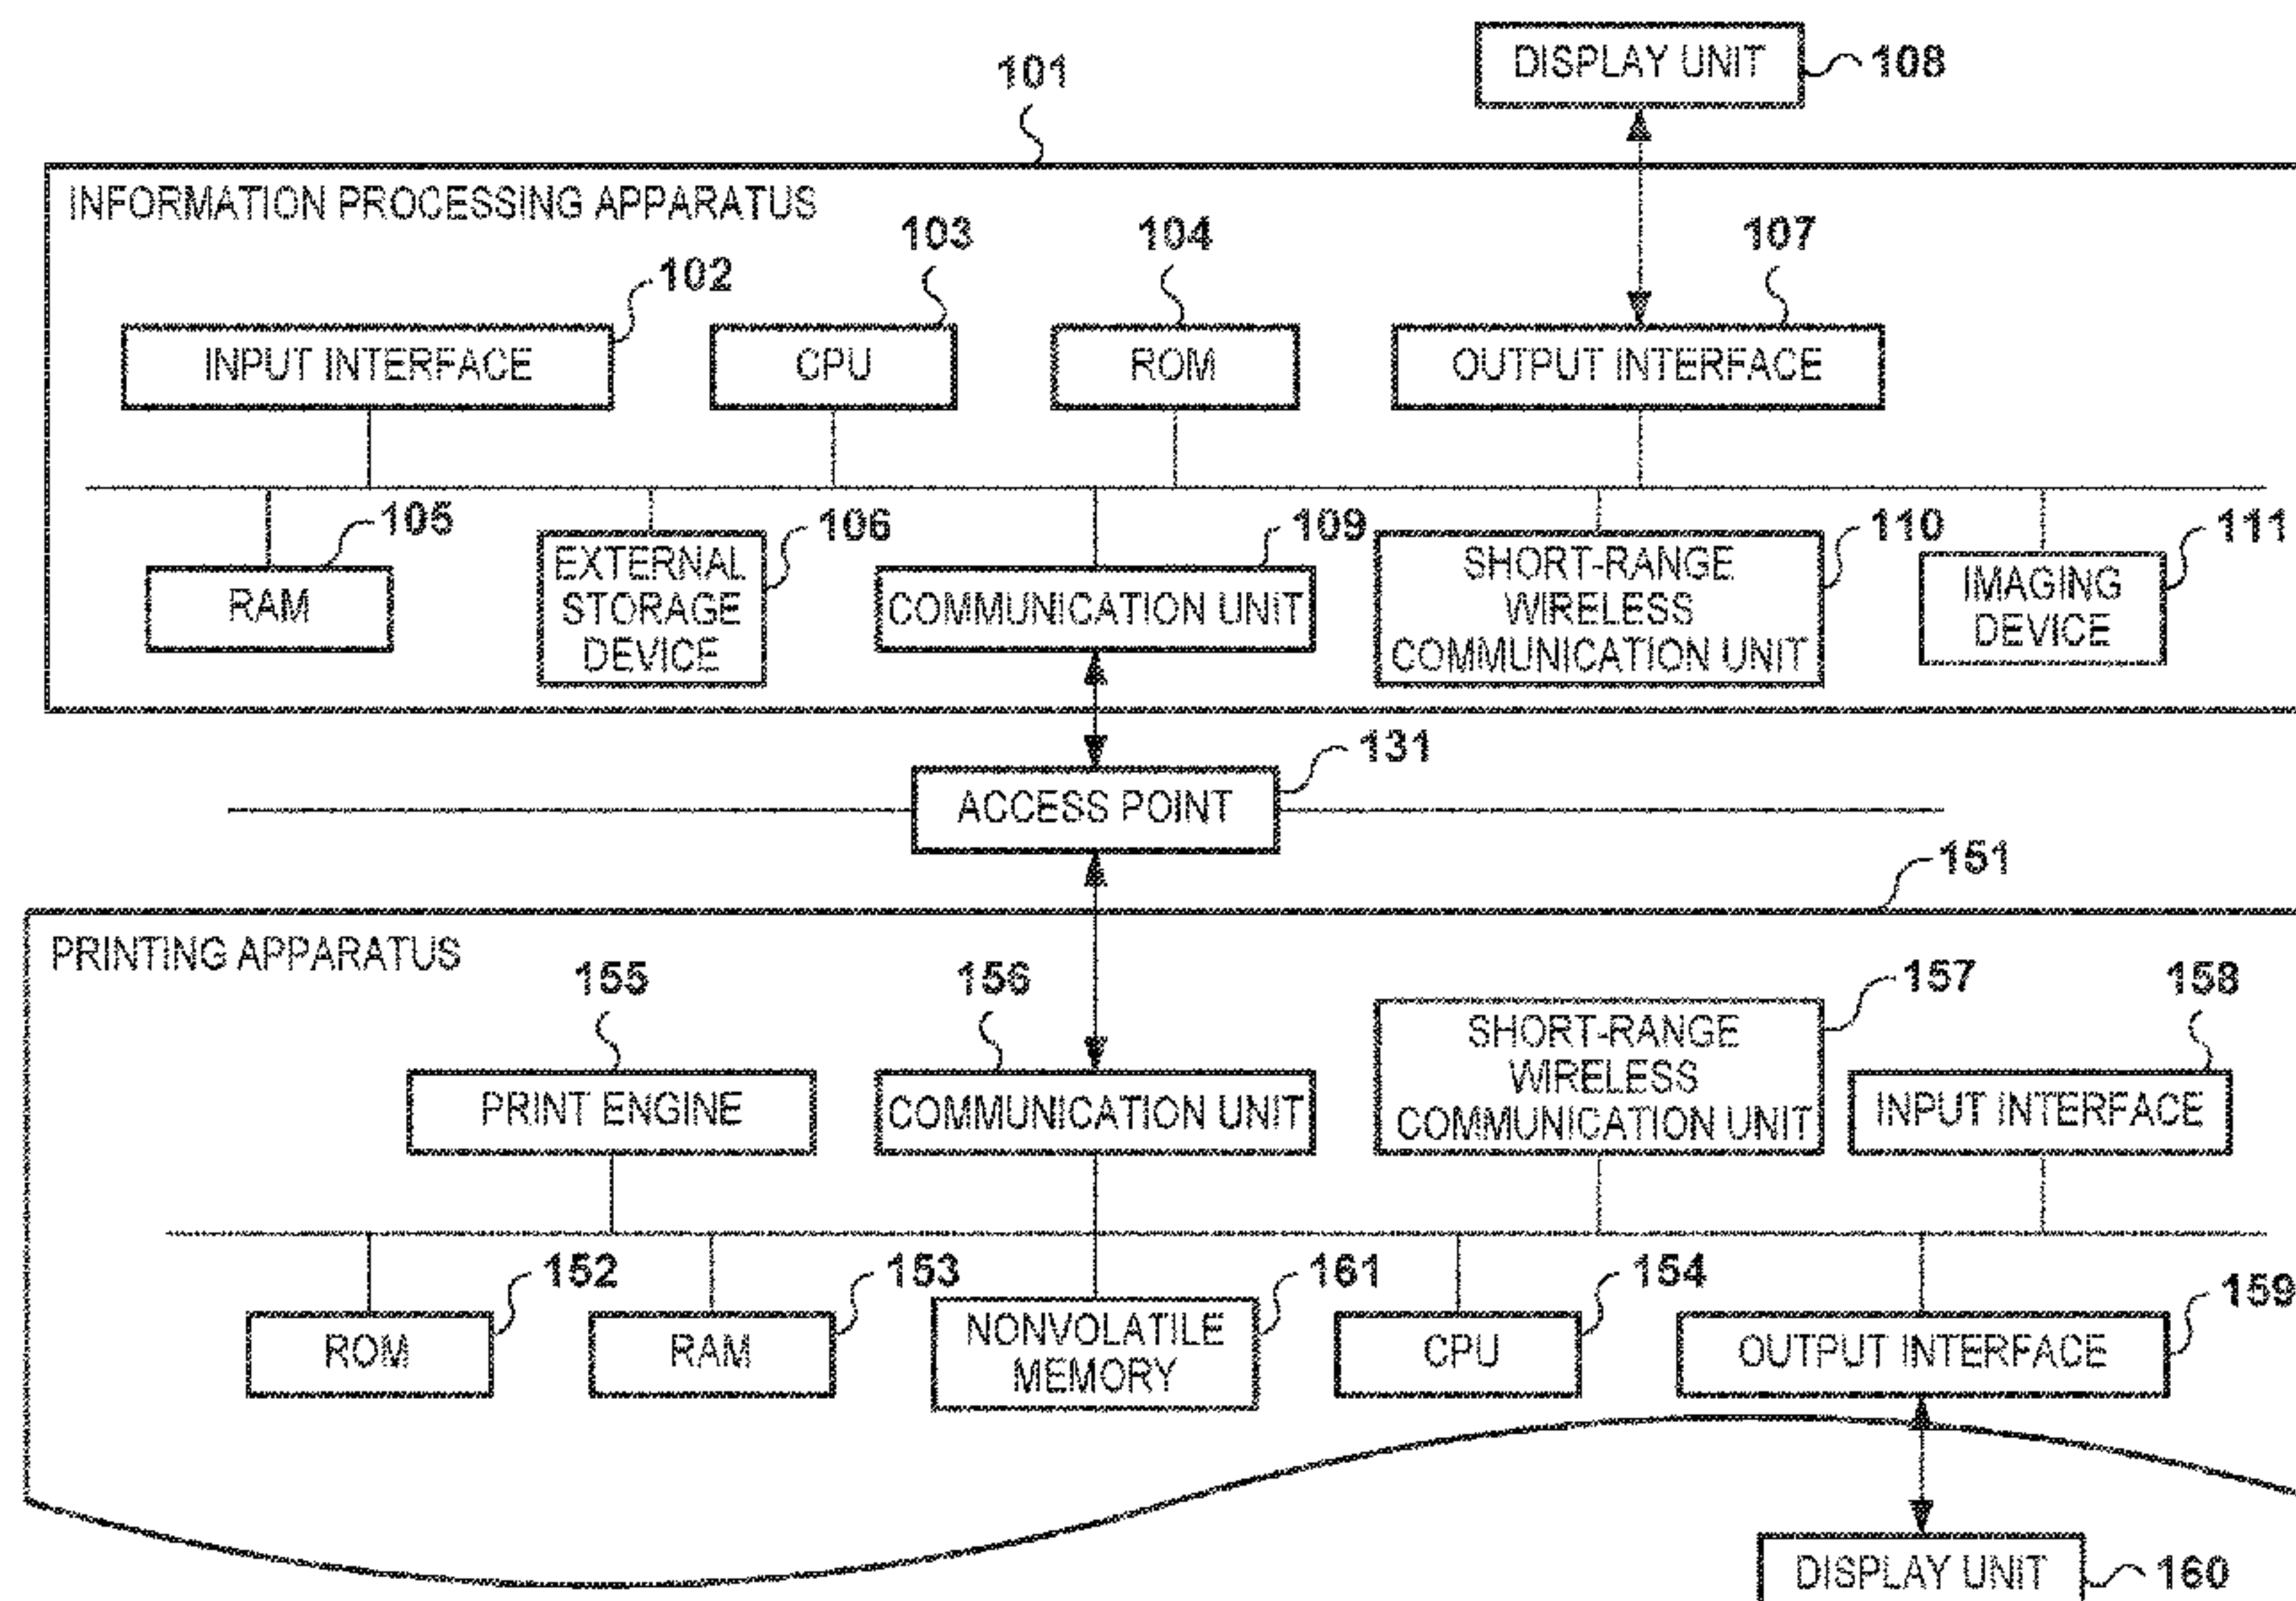 DISPLAY UNIT
108
101
INFORMATION PROCESSING APPARATUS
102
103
104
107
INPUT INTERFACE
CPU
ROM
OUTPUT INTERFACE
105
106
109
110
111
RAM
EXTERNAL
STORAGE
DEVICE
COMMUNICATION UNIT
SHORT-RANGE
WIRELESS
COMMUNICATION UNIT
IMAGING
DEVICE
131
ACCESS POINT
151
PRINTING APPARATUS
155
156
157
158
PRINT ENGINE
COMMUNICATION UNIT
SHORT-RANGE
WIRELESS
COMMUNICATION UNIT
INPUT INTERFACE
152
153
161
154
159
ROM
RAM
NONVOLATILE
MEMORY
CPU
OUTPUT INTERFACE
DISPLAY UNIT
160